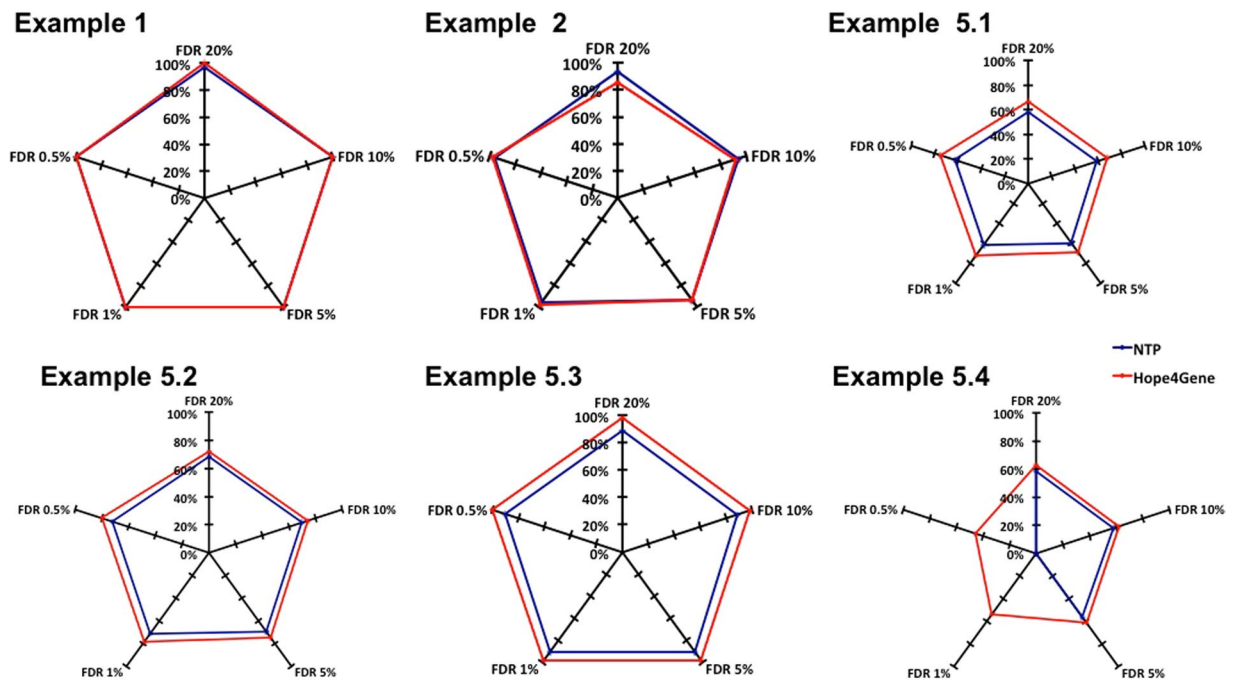 Example 1
FDR 20%
100%
80%
60%
40%
20%
0%
FDR 10%
FDR 5%
FDR 1%
FDR 0.5%
Example 2
FDR 20%
100%
80%
60%
40%
20%
0%
FDR 10%
FDR 5%
FDR 1%
FDR 0.5%
Example 5.1
FDR 20%
100%
80%
60%
40%
20%
0%
FDR 10%
FDR 5%
FDR 1%
FDR 0.5%
NTP
Hope4Gene
Example 5.2
FDR 20%
100%
80%
60%
40%
20%
0%
FDR 10%
FDR 5%
FDR 1%
FDR 0.5%
Example 5.3
FDR 20%
100%
80%
60%
40%
20%
0%
FDR 10%
FDR 5%
FDR 1%
FDR 0.5%
Example 5.4
FDR 20%
100%
80%
60%
40%
20%
0%
FDR 10%
FDR 5%
FDR 1%
FDR 0.5%